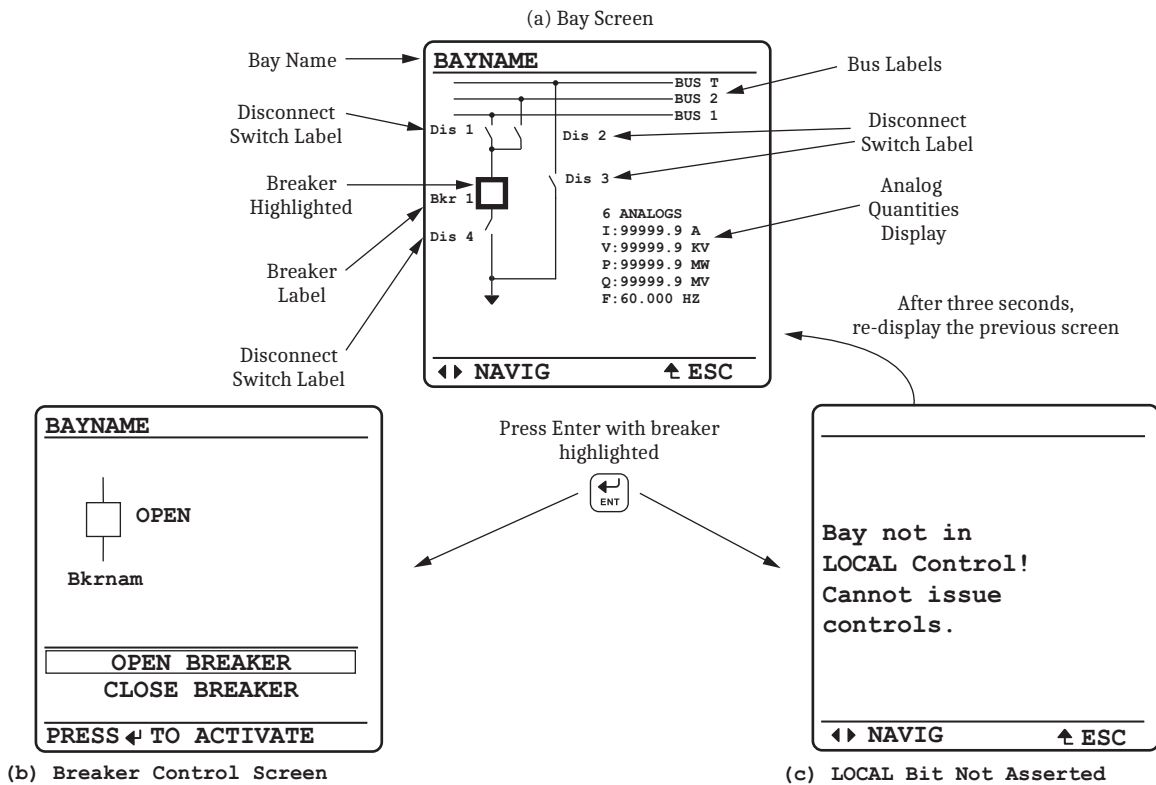 (a) Bay Screen
Bay Name
BAYNAME
BUS T
BUS 2
BUS 1
Bus Labels
Disconnect
Switch Label
Dis 1
Dis 2
Disconnect
Switch Label
Breaker
Highlighted
Bkr 1
Dis 3
Analog
Quantities
Display
Dis 4
6 ANALOGS
I:99999.9 A
V:99999.9 KV
P:99999.9 MW
Q:99999.9 MV
F:60.000 HZ
Breaker
Label
Disconnect
Switch Label
NAVIG ESC
After three seconds,
re-display the previous screen
Press Enter with breaker
highlighted
ENT
BAYNAME
OPEN
Bkrnam
OPEN BREAKER
CLOSE BREAKER
PRESS TO ACTIVATE
(b) Breaker Control Screen
Bay not in
LOCAL Control!
Cannot issue
controls.
NAVIG ESC
(c) LOCAL Bit Not Asserted